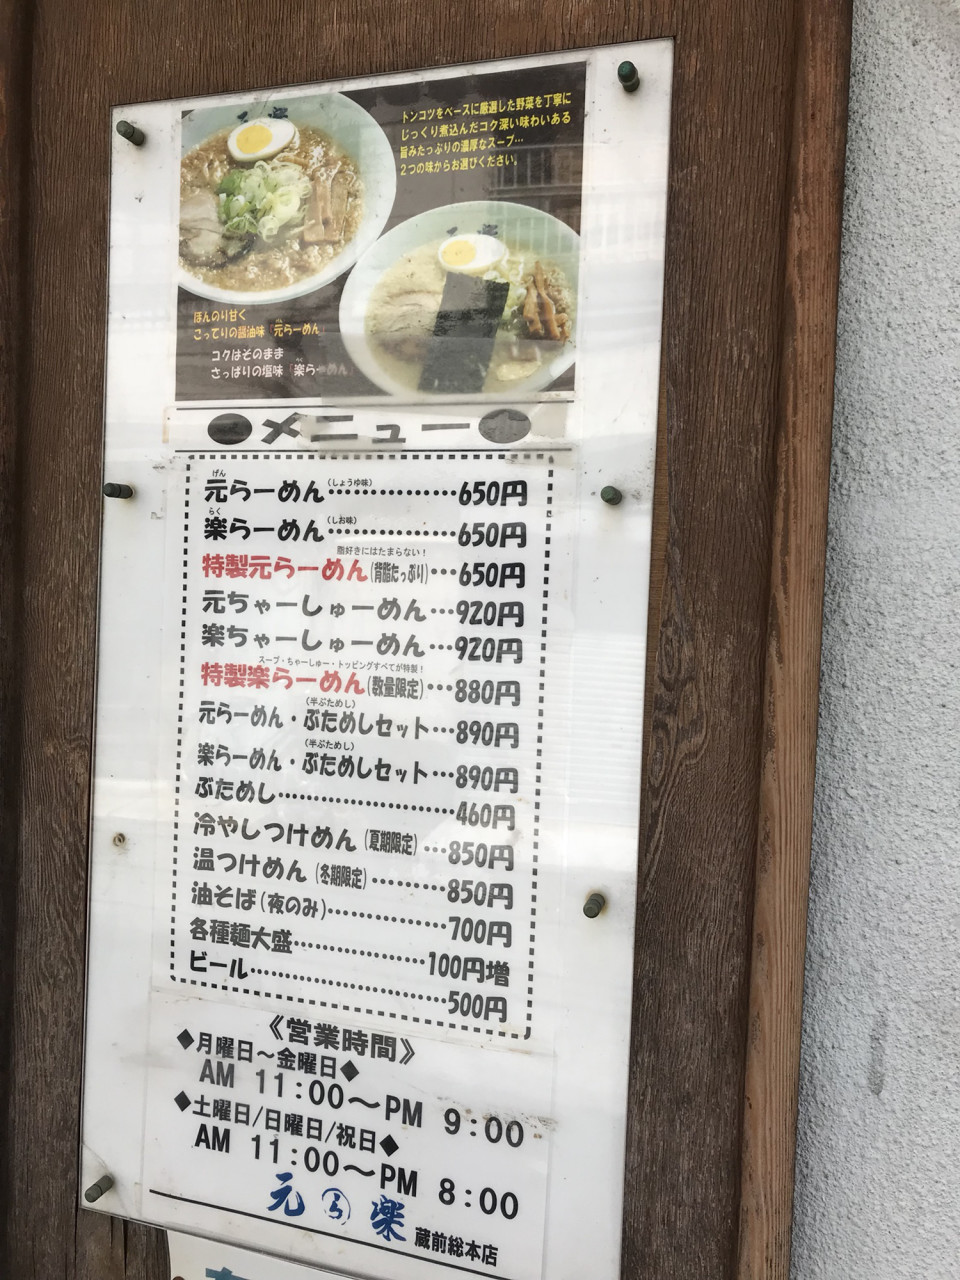 トンコツをベースに厳選した野菜を丁寧に
じっくり煮込んだコク深い味わいある
旨みたっぷりの濃厚なスープ…
2つの味からお選びください。
ほんのり甘く
こってりの醤油味「元らーめん」
コクはそのまま
さっぱりの塩味「楽らーめん」
●メニュー●
げん
元らーめん(しょうゆ味)……………650円
らく
楽らーめん(しお味)……………650円
脂好きにはたまらない!
特製元らーめん(背脂たっぷり)…650円
元ちゃーしゅーめん…920円
楽ちゃーしゅーめん…920円
スープ・ちゃーしゅー・トッピングすべてが特製!
特製楽らーめん(数量限定)…880円
(半ぶためし)
元らーめん・ぶためしセット…890円
(半ぶためし)
楽らーめん・ぶためしセット…890円
ぶためし……………………460円
冷やしつけめん(夏期限定)…850円
温つけめん(冬期限定)………850円
油そば(夜のみ)……………700円
各種麺大盛………………100円増
ビール………………………500円
《営業時間》
◆月曜日〜金曜日◆
AM 11:00〜PM 9:00
◆土曜日/日曜日/祝日◆
AM 11:00〜PM 8:00
元 楽 蔵前総本店